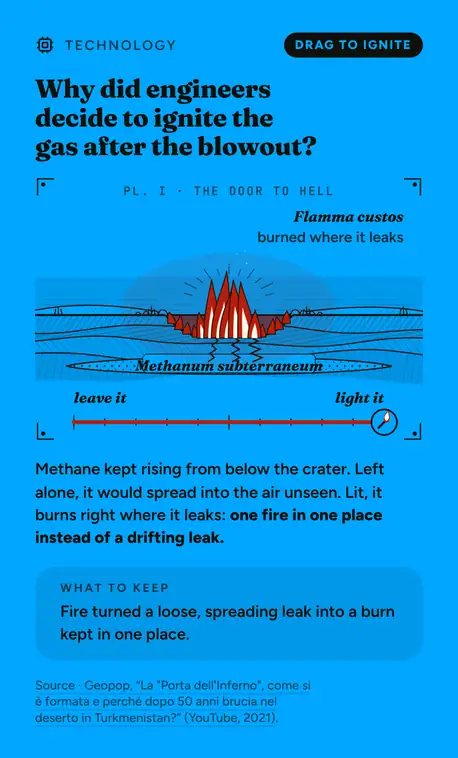 TECHNOLOGY
DRAG TO IGNITE
Why did engineers
decide to ignite the
gas after the blowout?
PL. I · THE DOOR TO HELL
Flamma custos
burned where it leaks
Methanum subterraneum
leave it
light it
Methane kept rising from below the crater. Left
alone, it would spread into the air unseen. Lit, it
burns right where it leaks: one fire in one place
instead of a drifting leak.
WHAT TO KEEP
Fire turned a loose, spreading leak into a burn
kept in one place.
Source · Geopop, “La "Porta dell'Inferno", come si
è formata e perché dopo 50 anni brucia nel
deserto in Turkmenistan?” (YouTube, 2021).